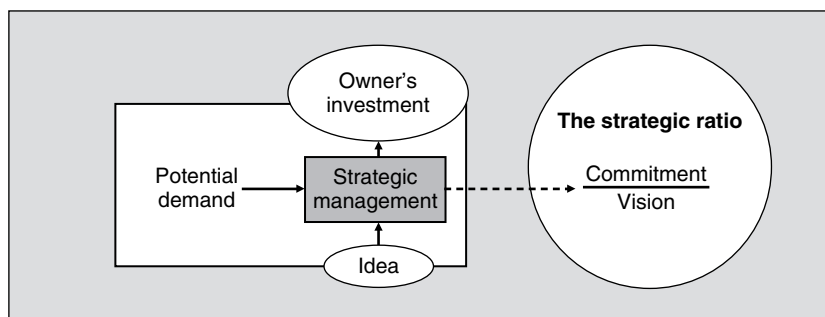 Owner's
investment
The strategic ratio
Potential
demand
Strategic
management
Commitment
Vision
Idea